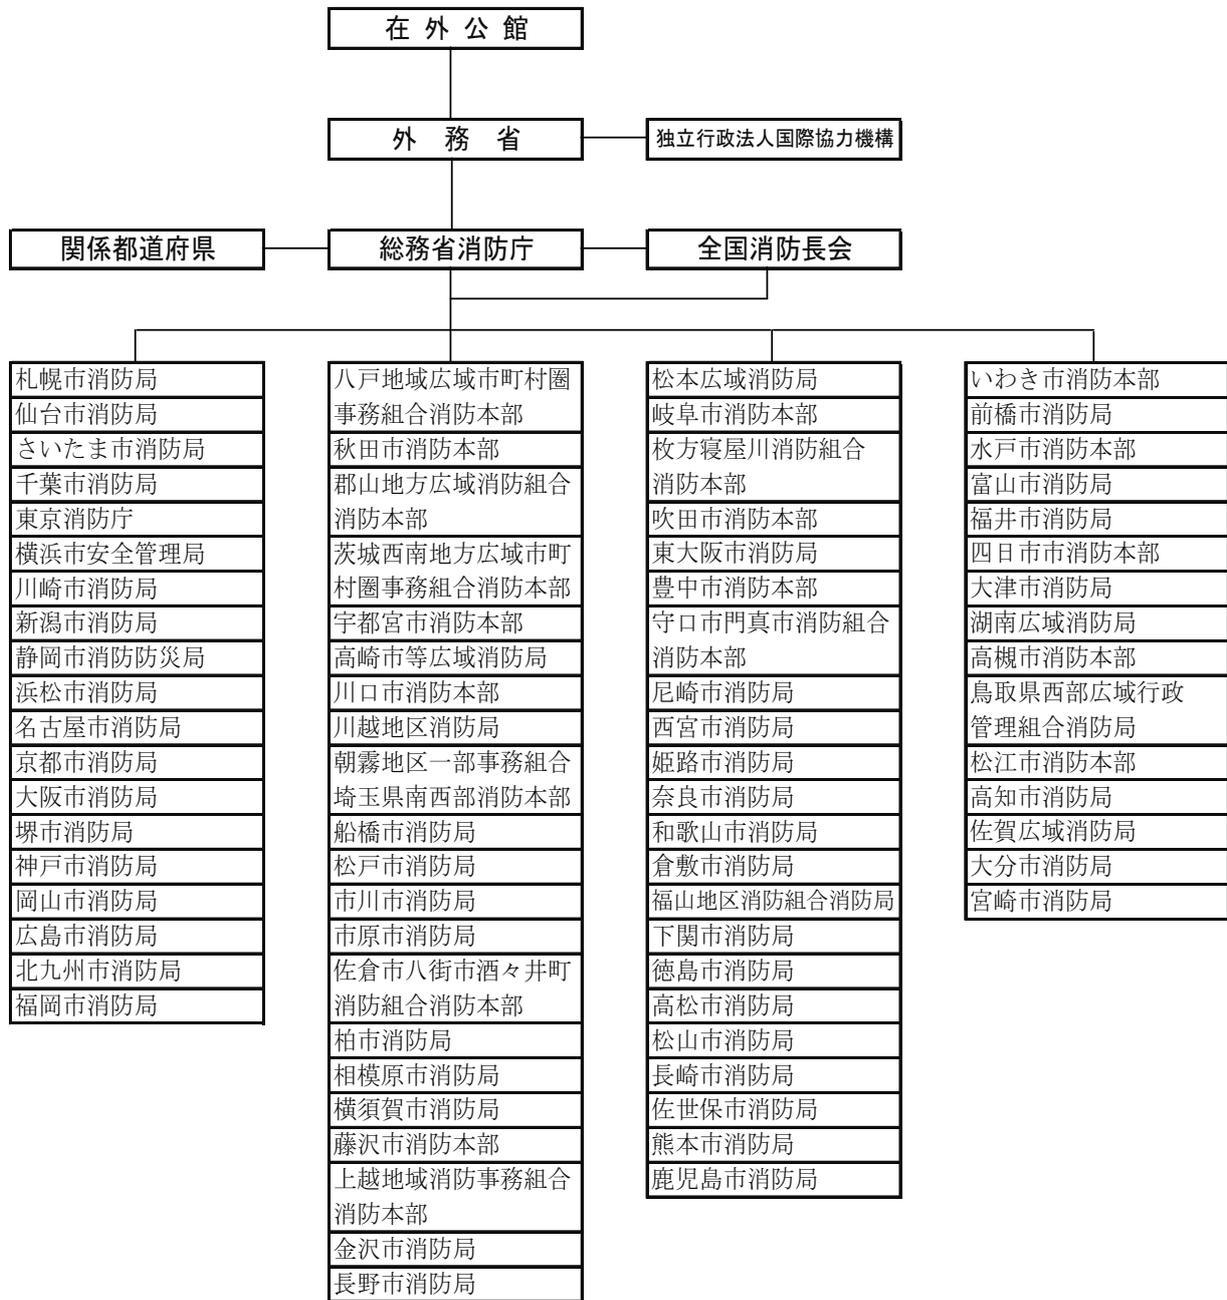 在外公館
外務省
独立行政法人国際協力機構
関係都道府県
総務省消防庁
全国消防長会
札幌市消防局
仙台市消防局
さいたま市消防局
千葉市消防局
東京消防庁
横浜市安全管理局
川崎市消防局
新潟市消防局
静岡市消防防災局
浜松市消防局
名古屋市消防局
京都市消防局
大阪市消防局
堺市消防局
神戸市消防局
岡山市消防局
広島市消防局
北九州市消防局
福岡市消防局
八戸地域広域市町村圏
事務組合消防本部
秋田市消防本部
郡山地方広域消防組合
消防本部
茨城西南地方広域市町
村圏事務組合消防本部
宇都宮市消防本部
高崎市等広域消防局
川口市消防本部
川越地区消防局
朝霧地区一部事務組合
埼玉県南西部消防本部
船橋市消防局
松戸市消防局
市川市消防局
市原市消防局
佐倉市八街市酒々井町
消防組合消防本部
柏市消防局
相模原市消防局
横須賀市消防局
藤沢市消防本部
上越地域消防事務組合
消防本部
金沢市消防局
長野市消防局
松本広域消防局
岐阜市消防本部
枚方寝屋川消防組合
消防本部
吹田市消防本部
東大阪市消防局
豊中市消防本部
守口市門真市消防組合
消防本部
尼崎市消防局
西宮市消防局
姫路市消防局
奈良市消防局
和歌山市消防局
倉敷市消防局
福山地区消防組合消防局
下関市消防局
徳島市消防局
高松市消防局
松山市消防局
長崎市消防局
佐世保市消防局
熊本市消防局
鹿児島市消防局
いわき市消防本部
前橋市消防局
水戸市消防本部
富山市消防局
福井市消防局
四日市市消防本部
大津市消防局
湖南広域消防局
高槻市消防本部
鳥取県西部広域行政
管理組合消防局
松江市消防本部
高知市消防局
佐賀広域消防局
大分市消防局
宮崎市消防局